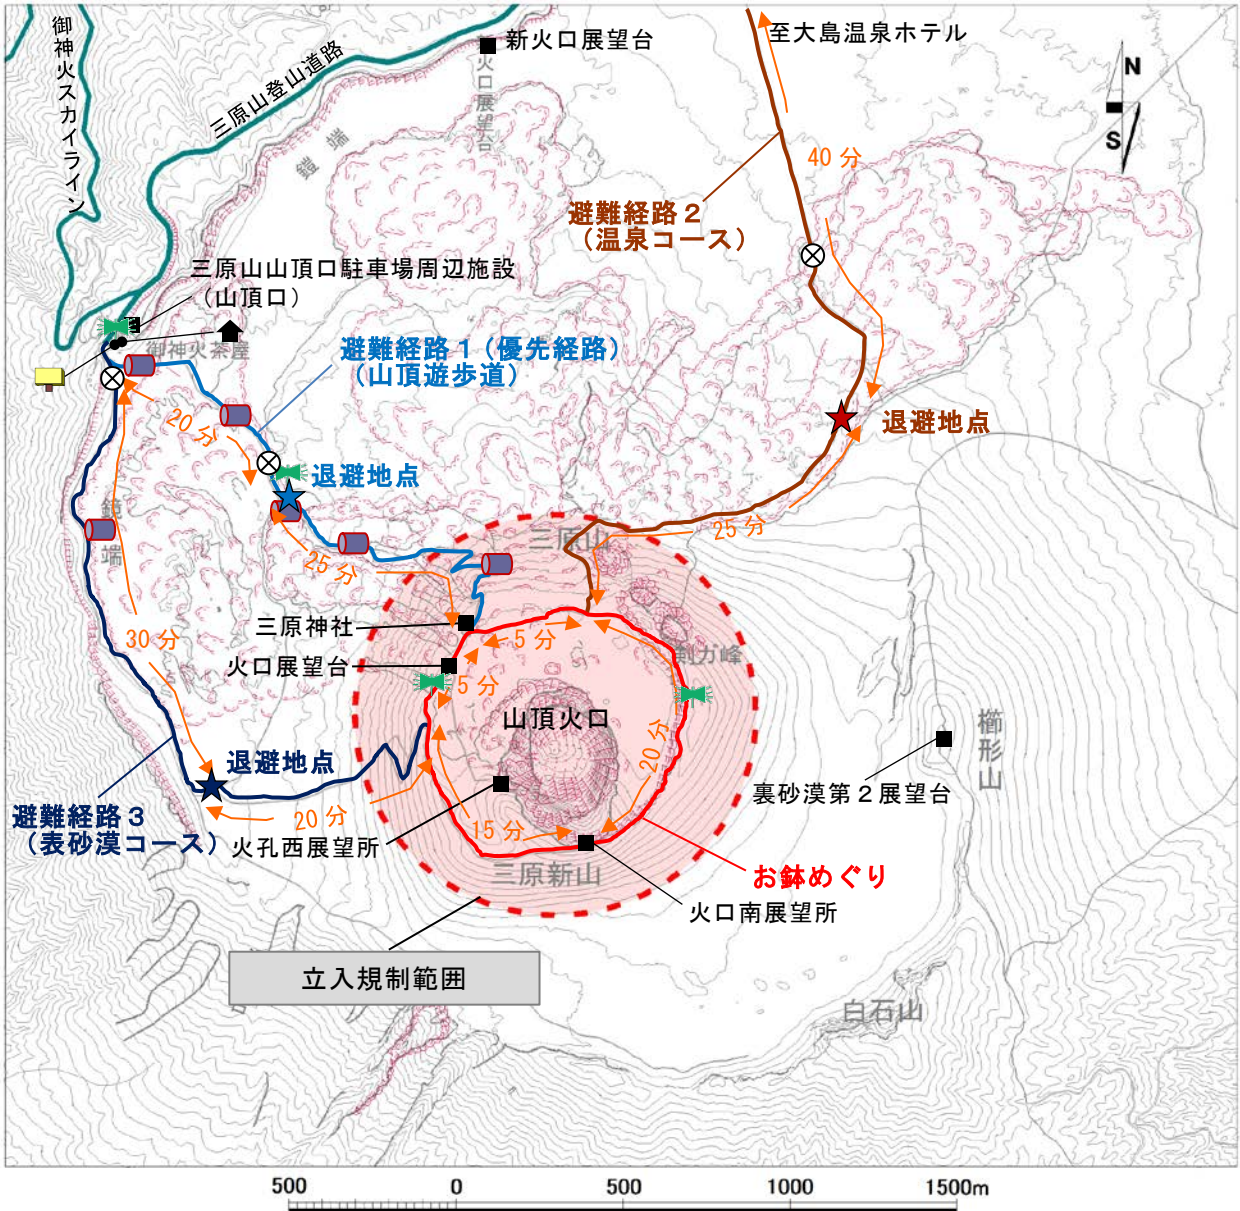 御神火スカイライン
三原山登山道路
新火口展望台
新火口展望台
至大島温泉ホテル
N
S
鎧端
40分
避難経路２
（温泉コース）
三原山山頂口駐車場周辺施設
（山頂口）
御神火茶屋
避難経路１（優先経路）
（山頂遊歩道）
20分
退避地点
退避地点
鏡端
25分
三原山
25分
三原神社
5分
火口展望台
剣ガ峰
5分
30分
山頂火口
20分
櫛形山
退避地点
裏砂漠第２展望台
避難経路３
（表砂漠コース）
20分
火孔西展望所
15分
三原新山
お鉢めぐり
火口南展望所
立入規制範囲
白石山
500 0 500 1000 1500m